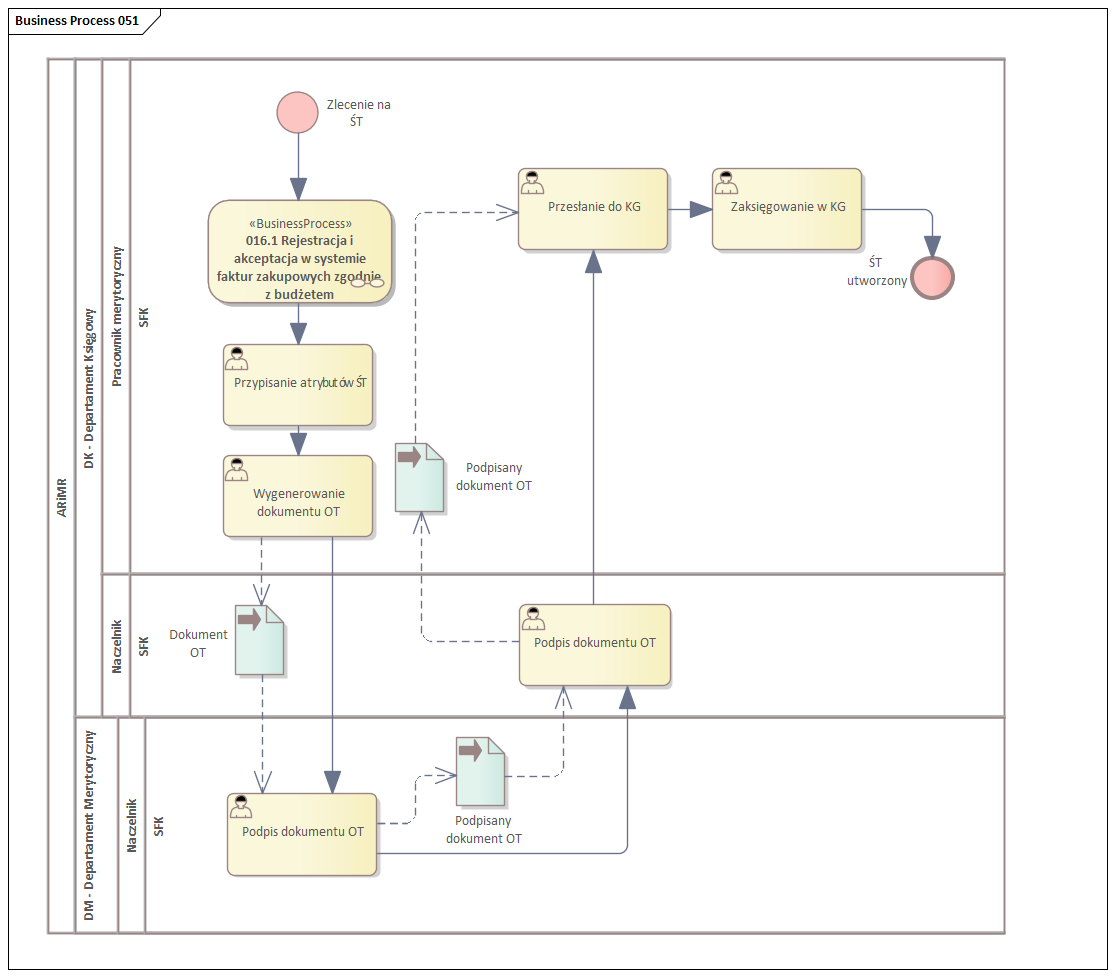 Business Process 051
ARiMR
DK - Departament Księgowy
Pracownik merytoryczny
SFK
Zlecenie na
ŚT
«BusinessProcess»
016.1 Rejestracja i
akceptacja w systemie
faktur zakupowych zgodnie
z budżetem
Przypisanie atrybutów ŚT
Wygenerowanie
dokumentu OT
Podpisany
dokument OT
Przesłanie do KG
Zaksięgowanie w KG
ŚT
utworzony
Naczelnik
SFK
Dokument
OT
Podpis dokumentu OT
DM - Departament Merytoryczny
Naczelnik
SFK
Podpis dokumentu OT
Podpisany
dokument OT